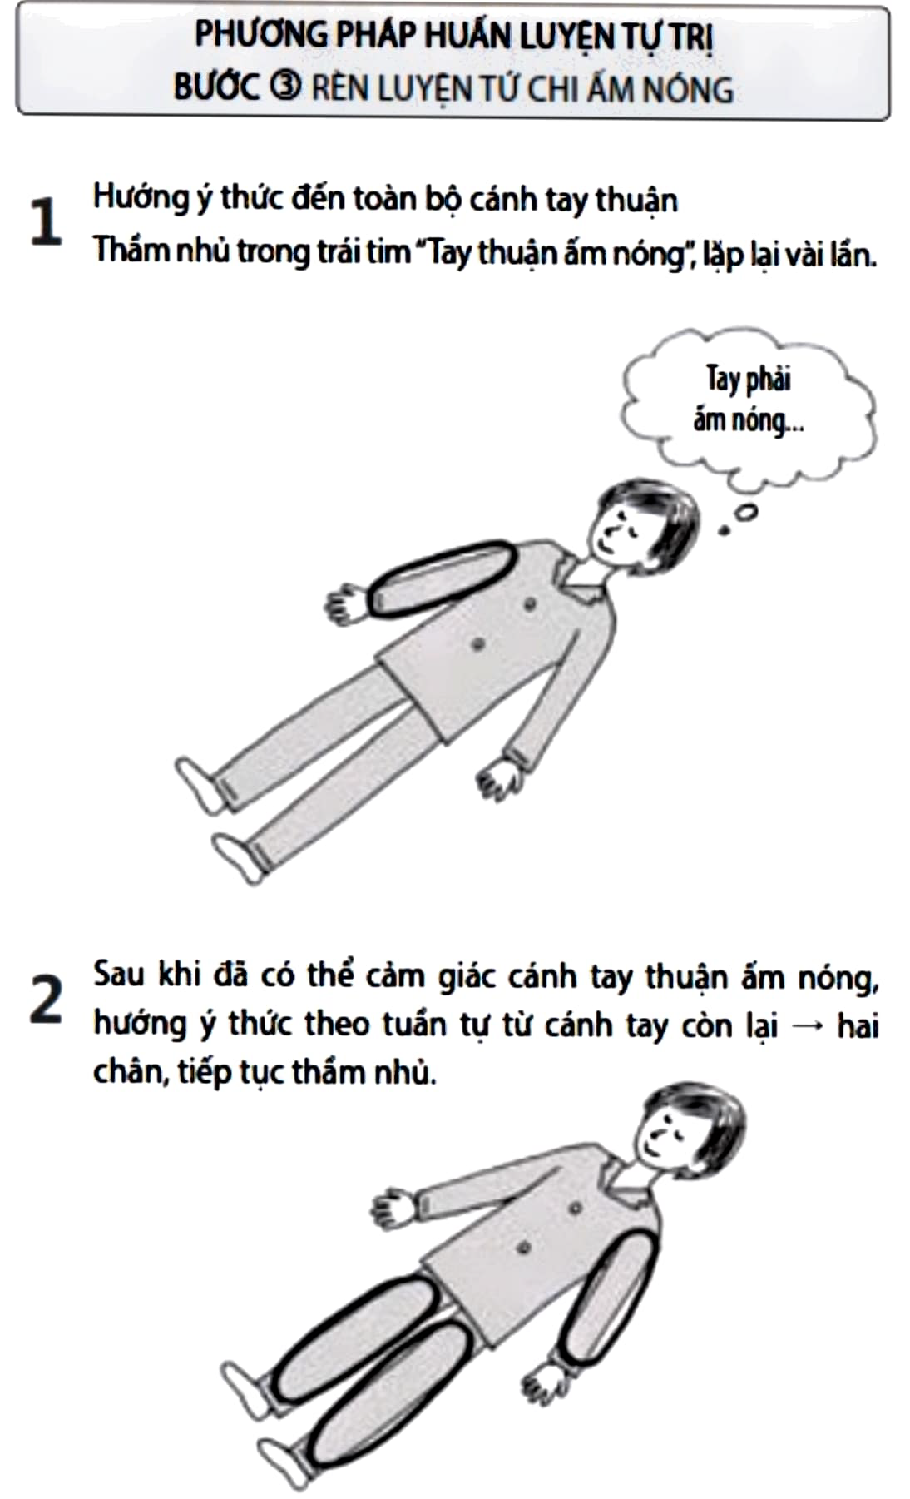 PHƯƠNG PHÁP HUẤN LUYỆN TỰ TRỊ
BƯỚC ③ RÈN LUYỆN TỨ CHI ẤM NÓNG
1
Hướng ý thức đến toàn bộ cánh tay thuận
Thầm nhủ trong trái tim “Tay thuận ấm nóng”, lặp lại vài lần.
Tay phải
ấm nóng...
2
Sau khi đã có thể cảm giác cánh tay thuận ấm nóng,
hướng ý thức theo tuần tự từ cánh tay còn lại → hai
chân, tiếp tục thầm nhủ.